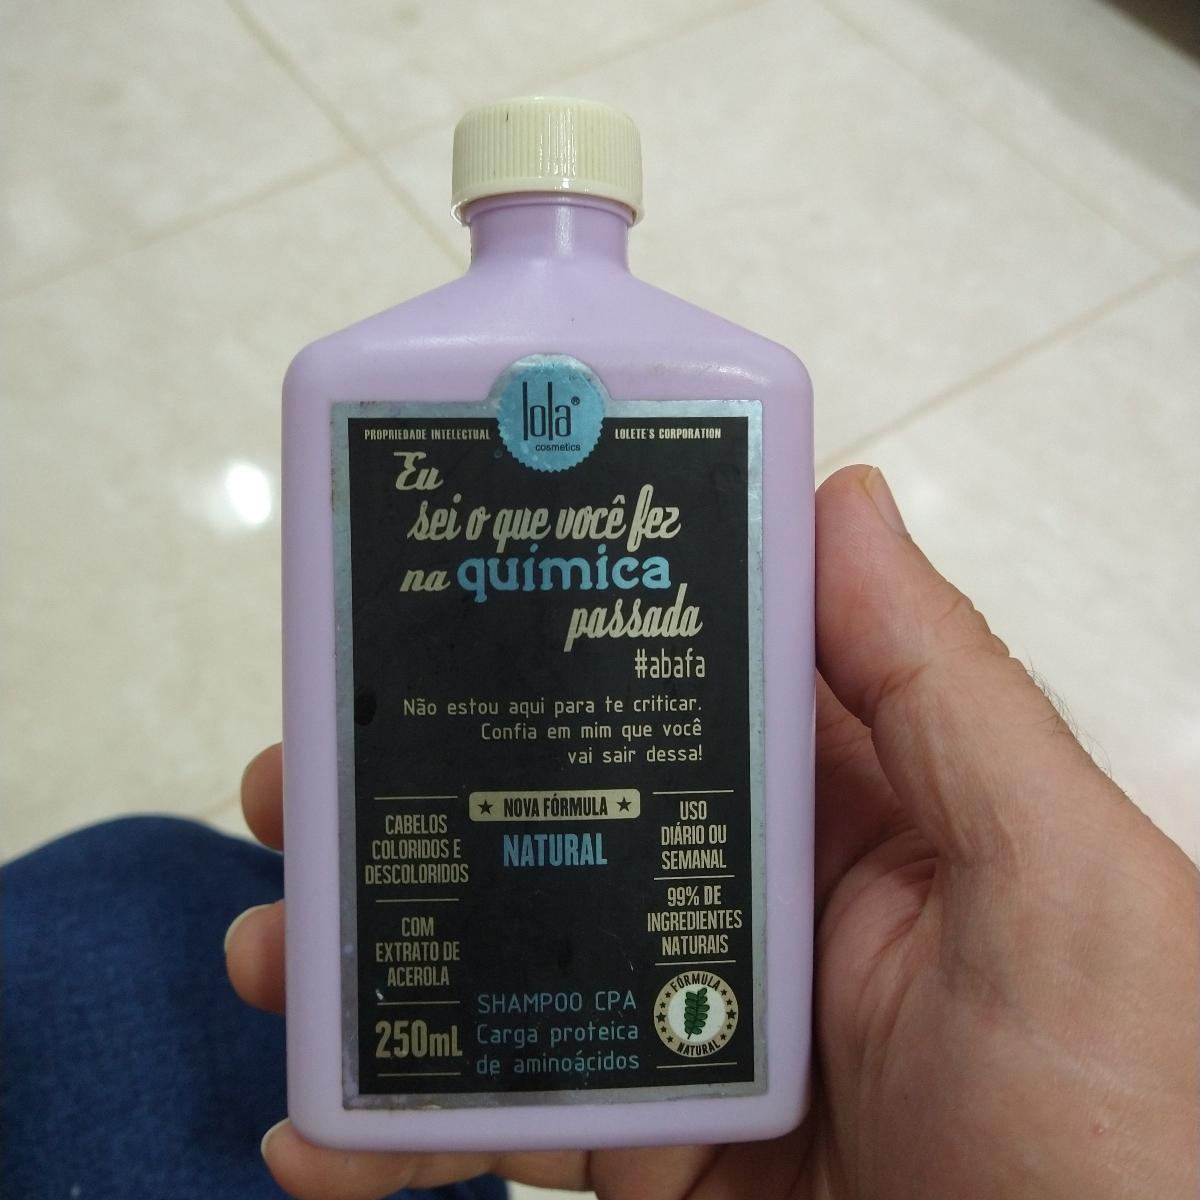 lola®
cosmetics
PROPRIEDADE INTELECTUAL
LOLETE'S CORPORATION
Eu
sei o que você fez
na química
passada
#abafa
Não estou aqui para te criticar.
Confia em mim que você
vai sair dessa!
★ NOVA FÓRMULA ★
NATURAL
CABELOS
COLORIDOS E
DESCOLORIDOS
COM
EXTRATO DE
ACEROLA
250mL
USO
DIÁRIO OU
SEMANAL
99% DE
INGREDIENTES
NATURAIS
FÓRMULA
NATURAL
SHAMPOO CPA
Carga proteica
de aminoácidos